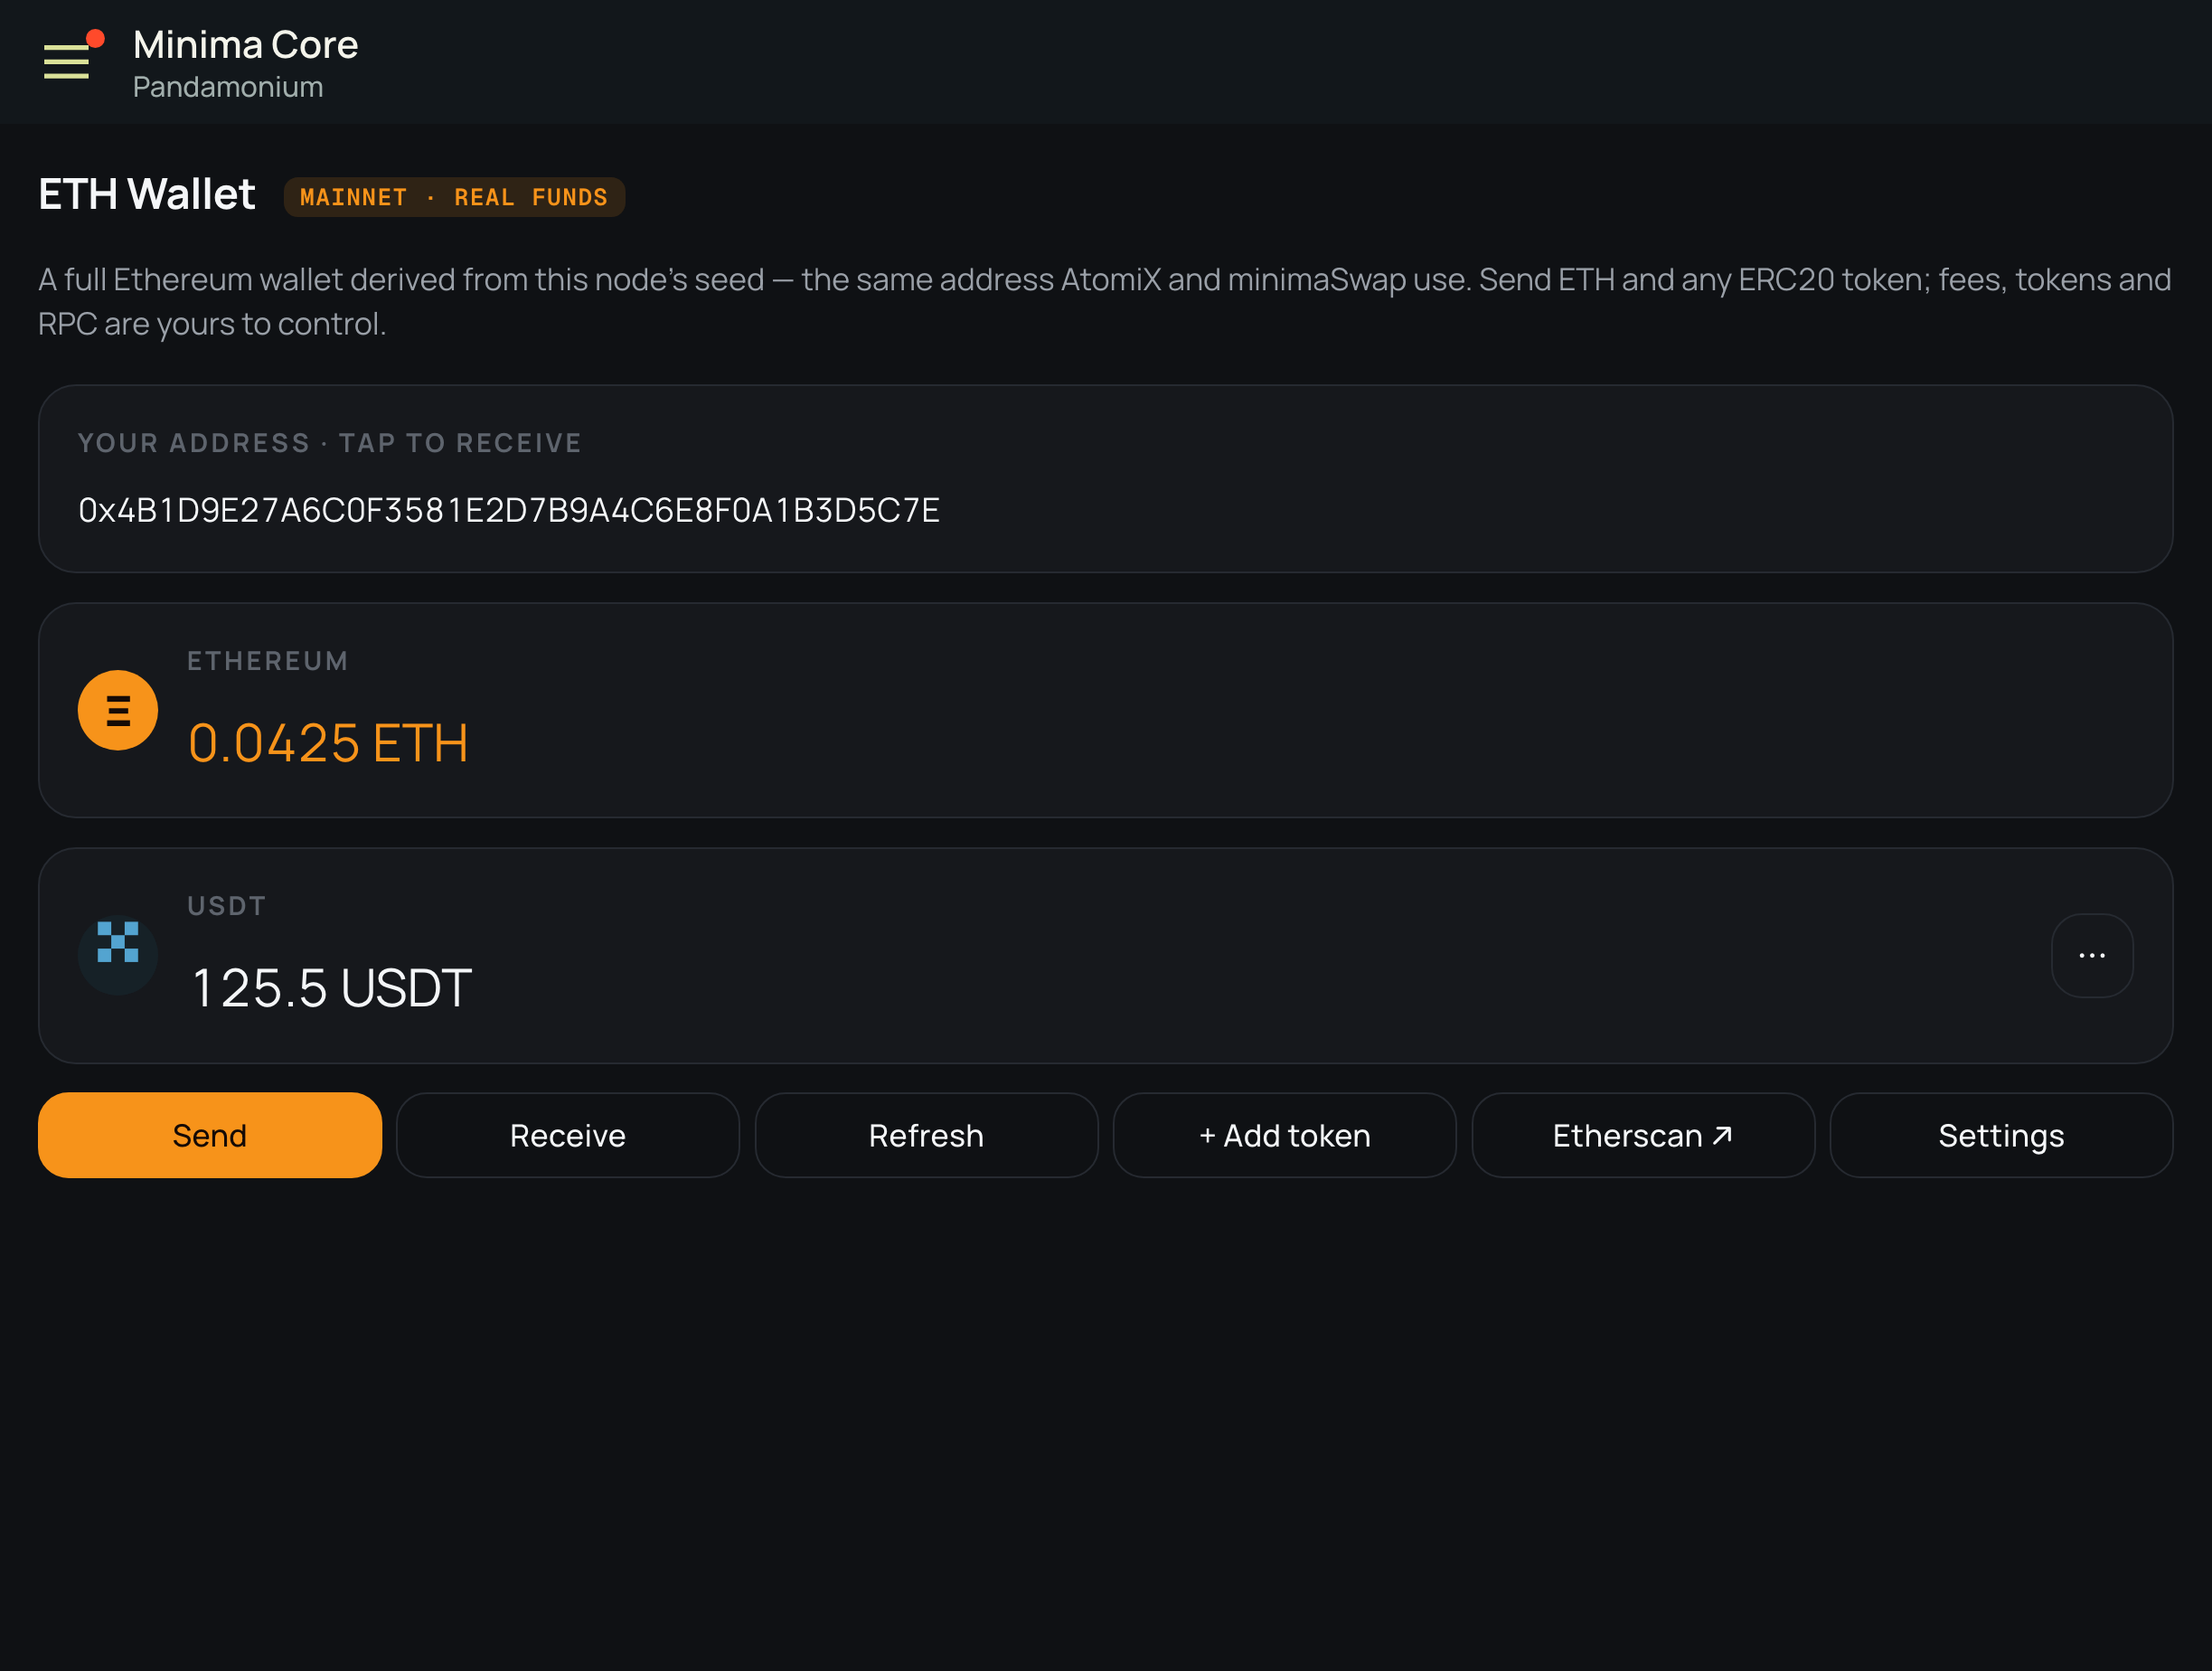 Minima Core
Pandamonium
ETH Wallet
MAINNET · REAL FUNDS
A full Ethereum wallet derived from this node's seed — the same address AtomiX and minimaSwap use. Send ETH and any ERC20 token; fees, tokens and
RPC are yours to control.
YOUR ADDRESS · TAP TO RECEIVE
0x4B1D9E27A6C0F3581E2D7B9A4C6E8F0A1B3D5C7E
ETHEREUM
Ξ
0.0425 ETH
USDT
125.5 USDT
...
Send
Receive
Refresh
+ Add token
Etherscan ↗
Settings